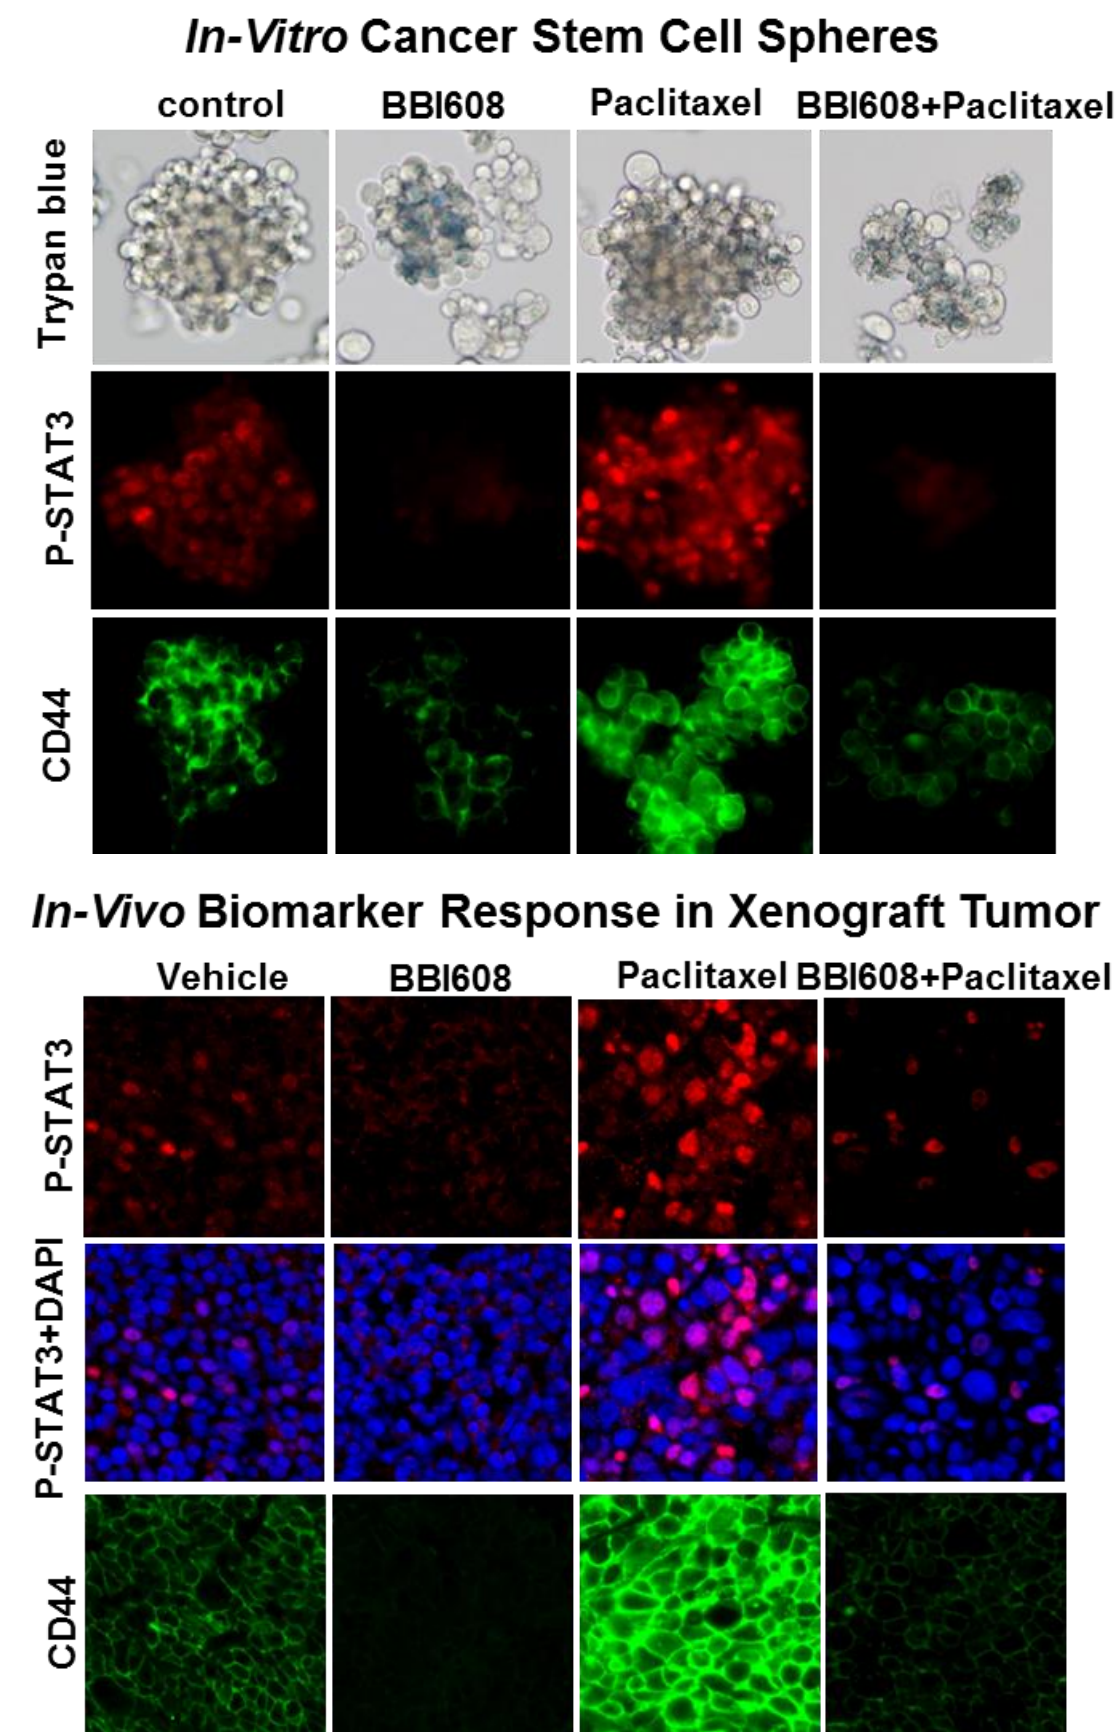 In-Vitro Cancer Stem Cell Spheres
control BBI608 Paclitaxel BBI608+Paclitaxel
Trypan blue
P-STAT3
CD44
In-Vivo Biomarker Response in Xenograft Tumor
Vehicle BBI608 Paclitaxel BBI608+Paclitaxel
P-STAT3
P-STAT3+DAPI
CD44